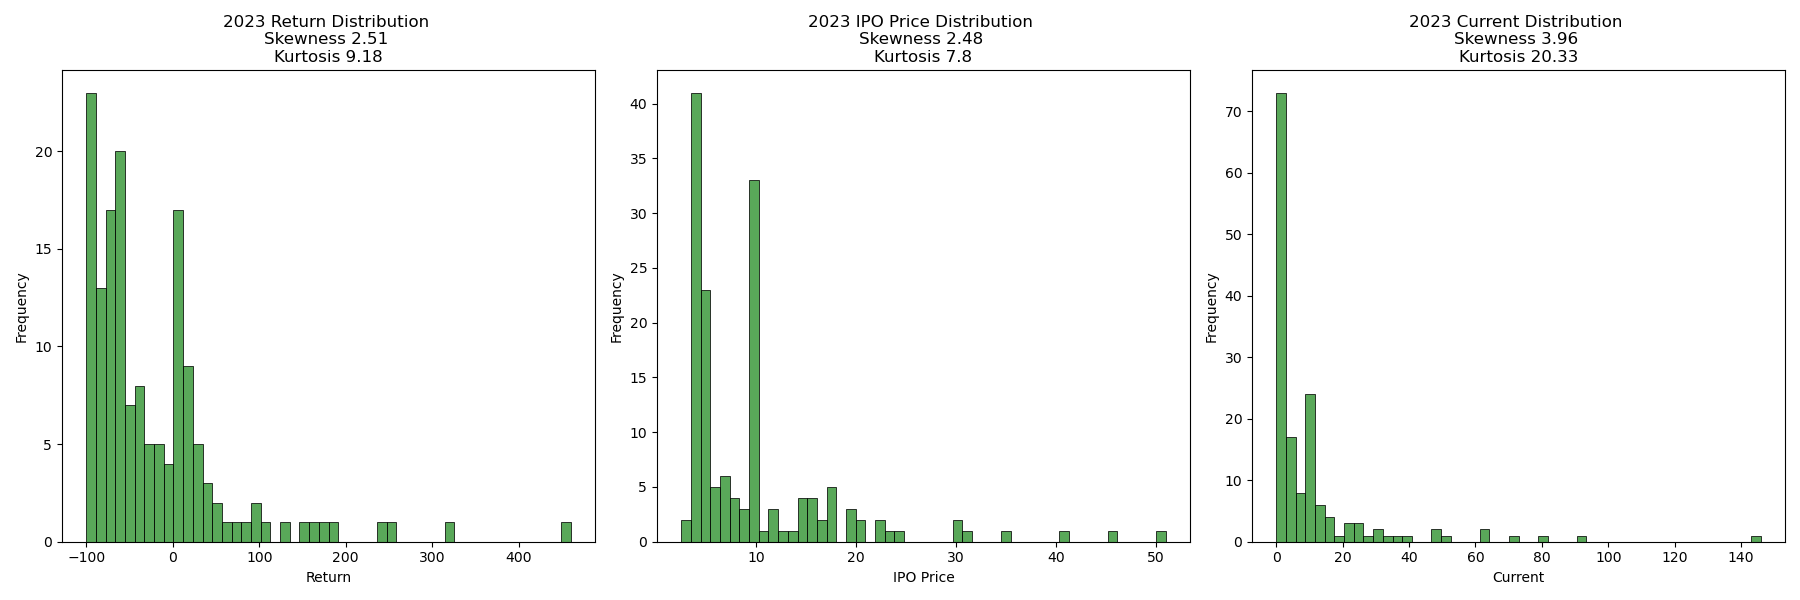 2023 Return Distribution
Skewness 2.51
Kurtosis 9.18
20
15
10
5
0
Frequency
−100
0
100
200
300
400
Return
2023 IPO Price Distribution
Skewness 2.48
Kurtosis 7.8
40
35
30
25
20
15
10
5
0
Frequency
10
20
30
40
50
IPO Price
2023 Current Distribution
Skewness 3.96
Kurtosis 20.33
70
60
50
40
30
20
10
0
Frequency
0
20
40
60
80
100
120
140
Current